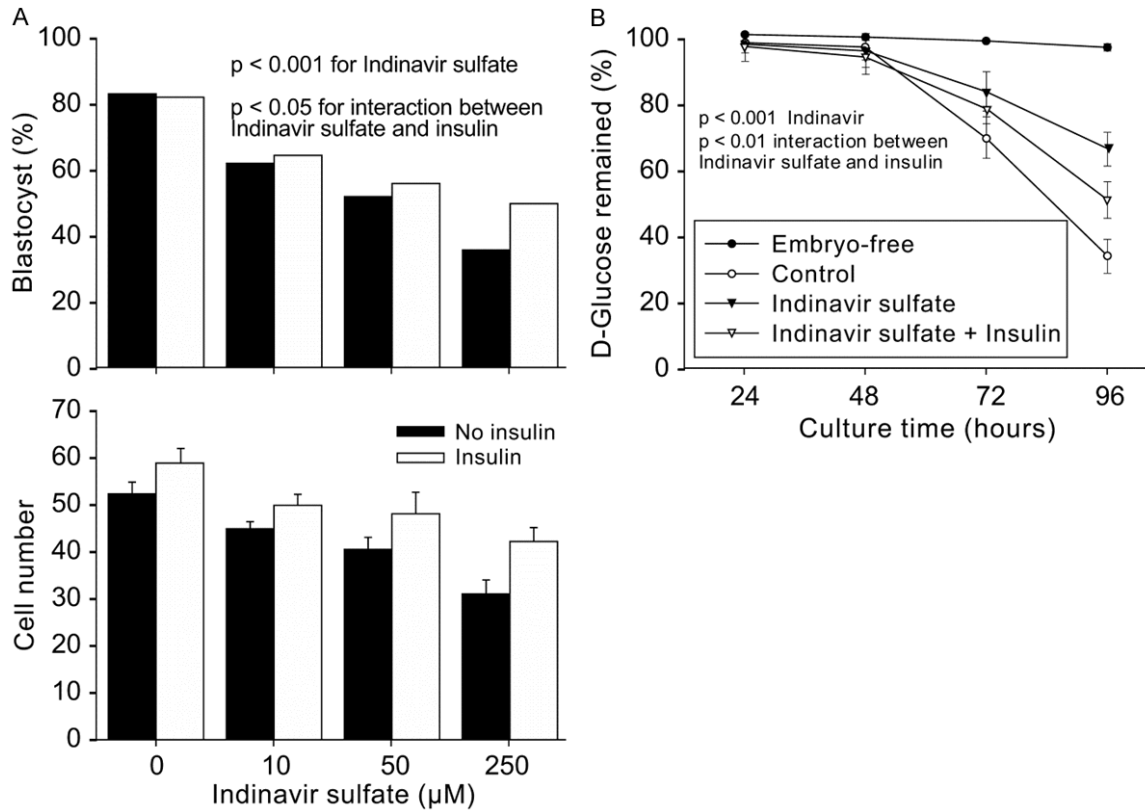 A
100
80
60
40
20
0
Blastocyst (%)
p < 0.001 for Indinavir sulfate
p < 0.05 for interaction between
Indinavir sulfate and insulin
70
60
50
40
30
20
10
0
Cell number
No insulin
Insulin
0 10 50 250
Indinavir sulfate (µM)
B
100
80
60
40
20
0
D-Glucose remained (%)
p < 0.001 Indinavir
p < 0.01 interaction between
Indinavir sulfate and insulin
Embryo-free
Control
Indinavir sulfate
Indinavir sulfate + Insulin
24 48 72 96
Culture time (hours)